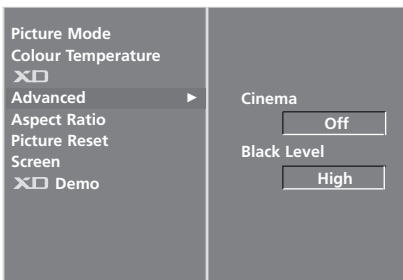 Picture Mode
Colour Temperature
XD
Advanced ►
Aspect Ratio
Picture Reset
Screen
XD Demo
Cinema
Off
Black Level
High